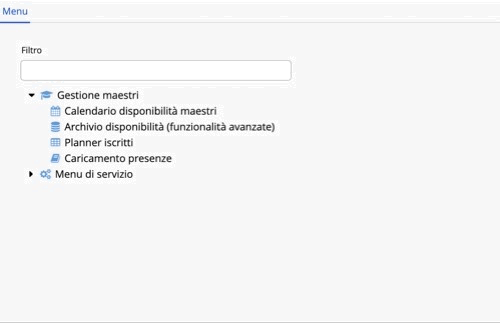 Menu
Filtro
Gestione maestri
Calendario disponibilità maestri
Archivio disponibilità (funzionalità avanzate)
Planner iscritti
Caricamento presenze
Menu di servizio